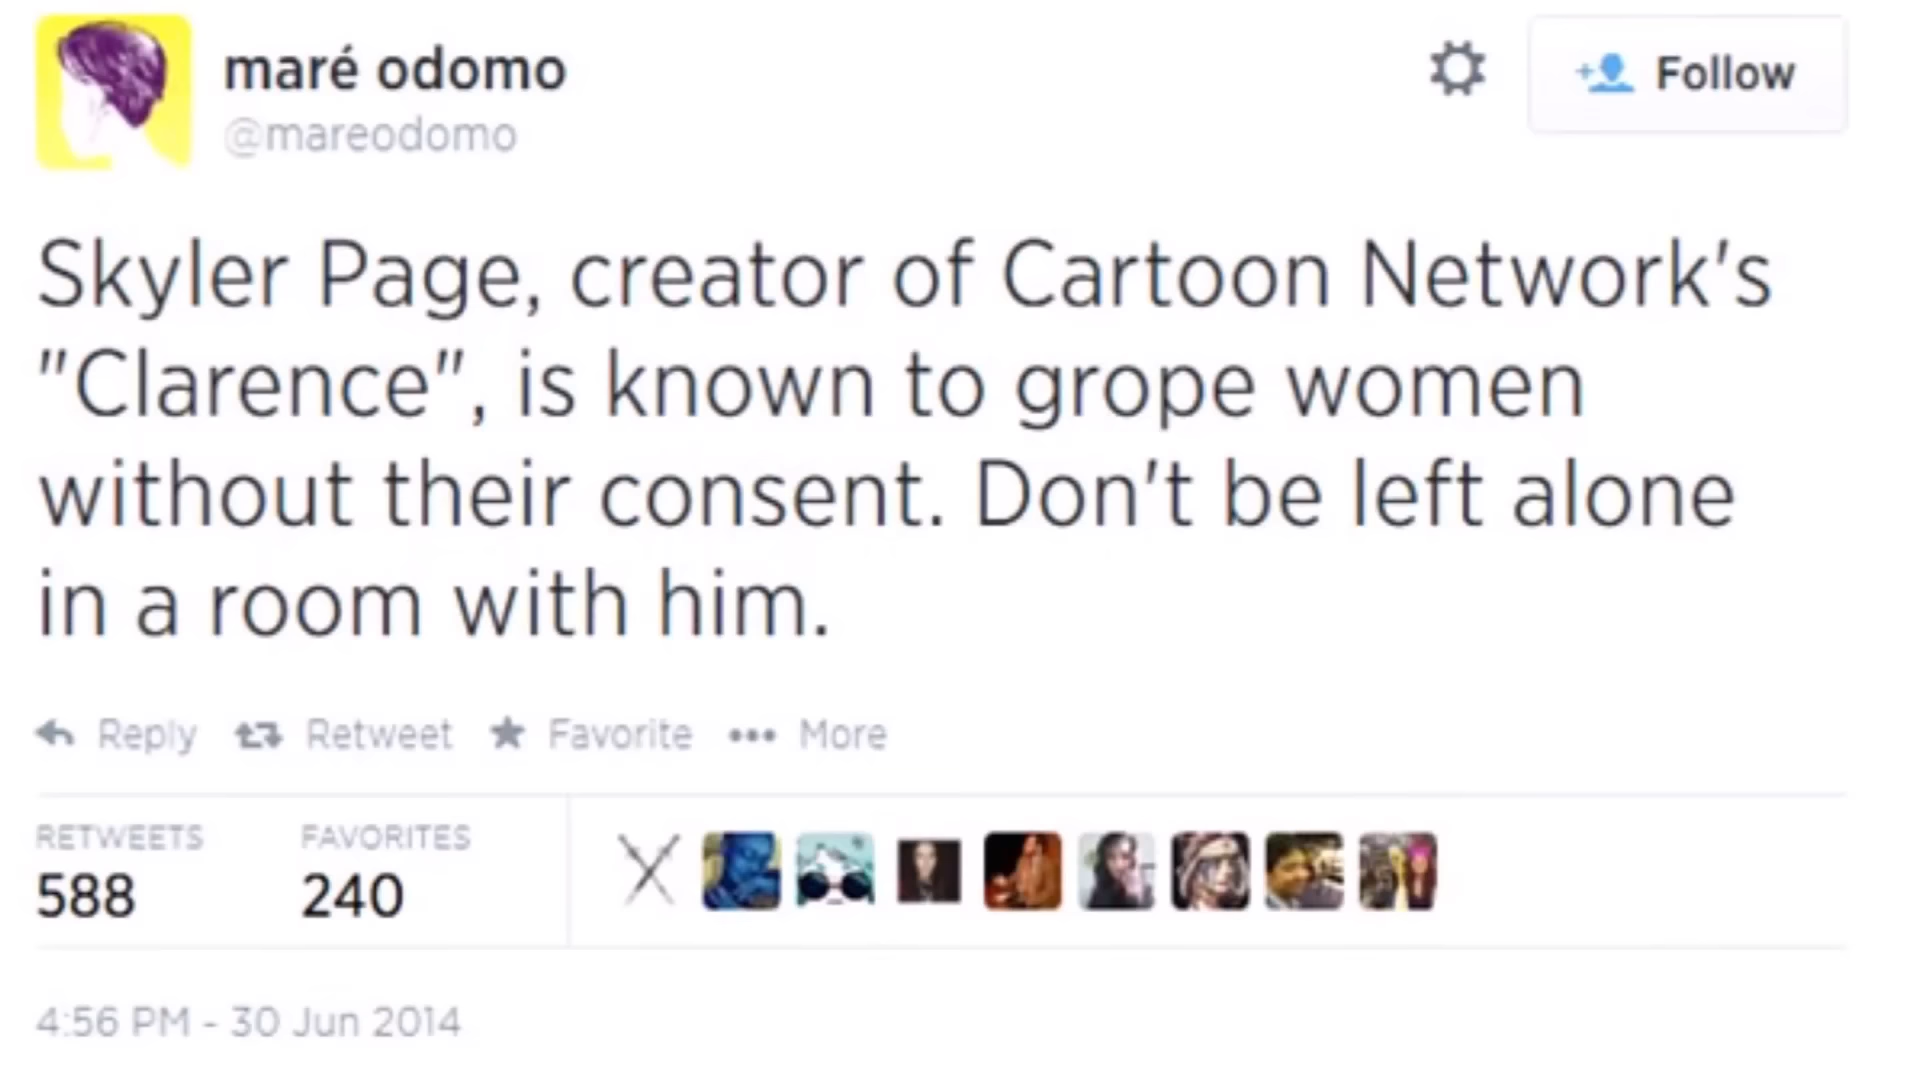 maré odomo
@mareodomo
Follow
Skyler Page, creator of Cartoon Network's
"Clarence", is known to grope women
without their consent. Don't be left alone
in a room with him.
Reply Retweet Favorite More
RETWEETS FAVORITES
588 240
4:56 PM - 30 Jun 2014